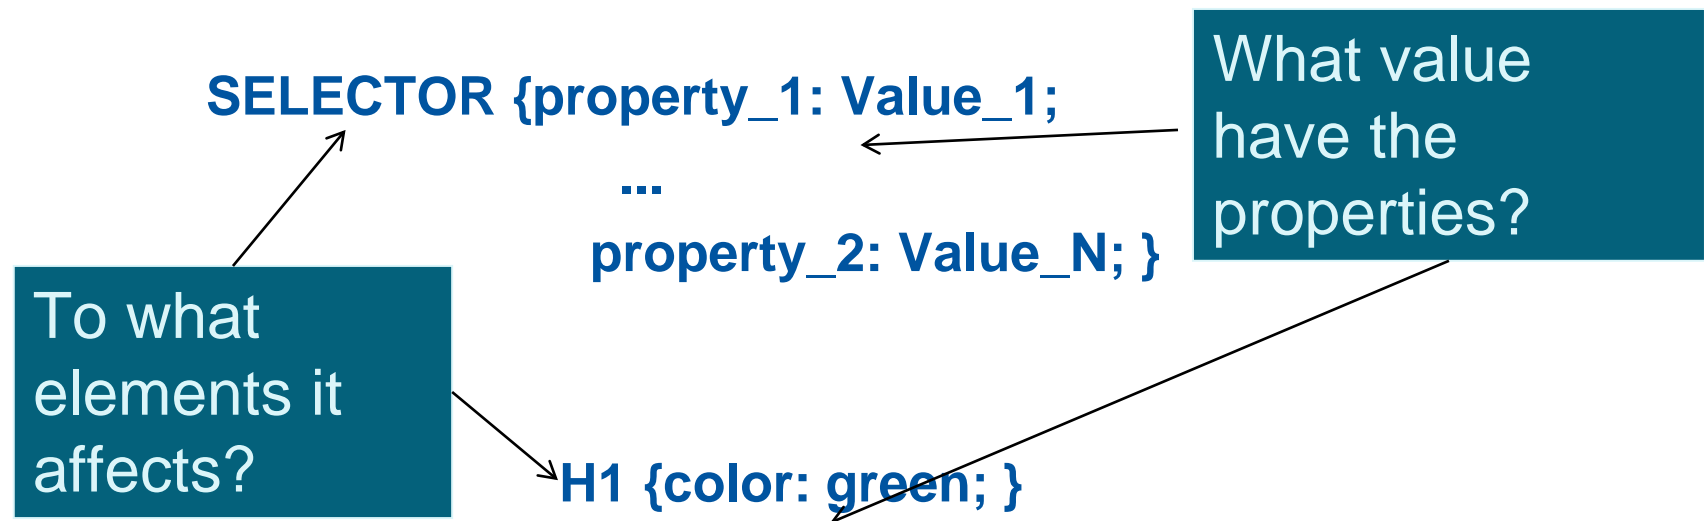 SELECTOR {property_1: Value_1;
...
property_2: Value_N; }
What value
have the
properties?
To what
elements it
affects?
H1 {color: green; }